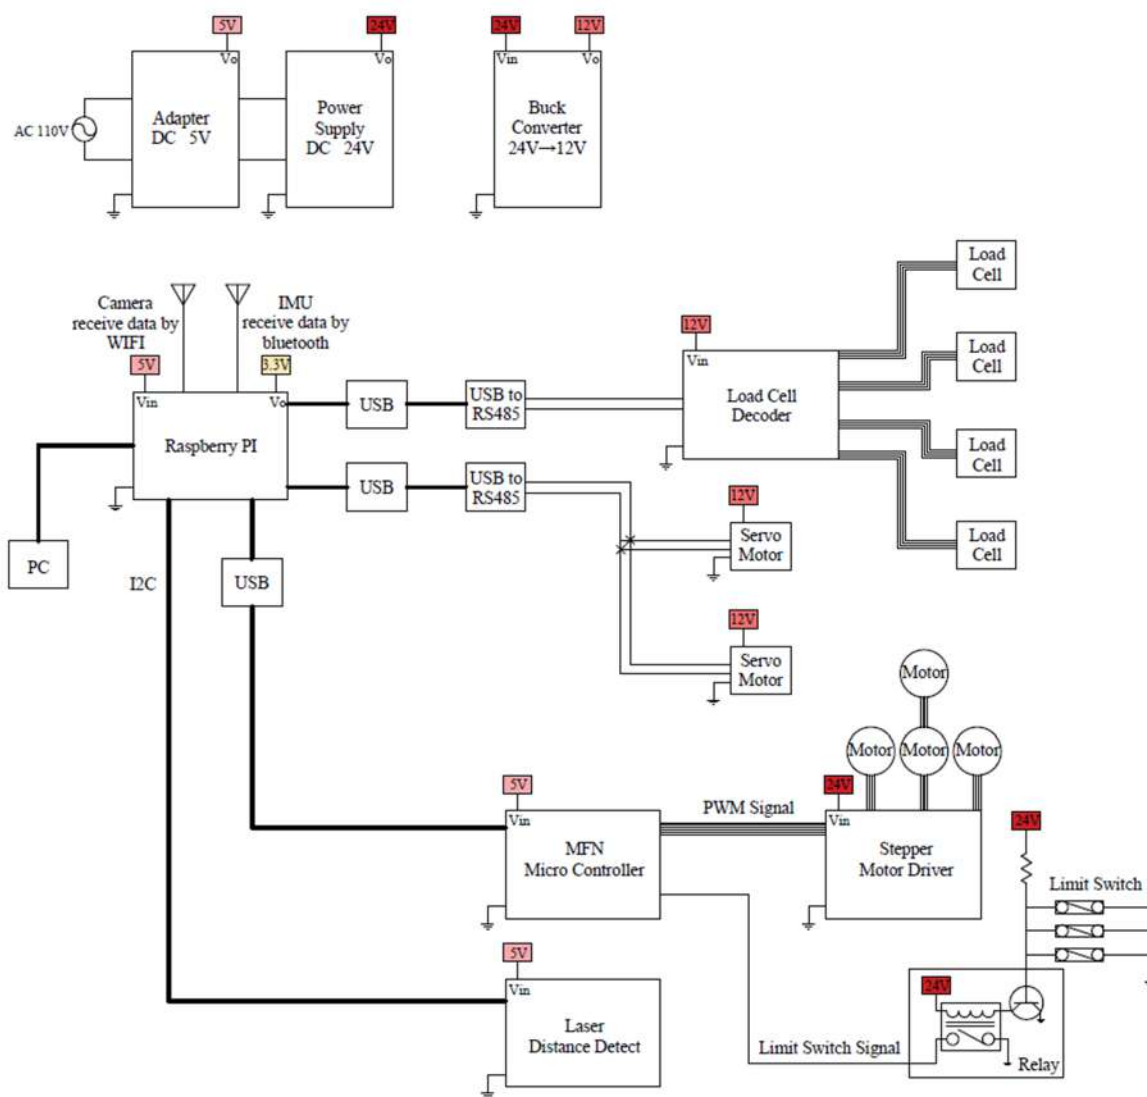 5V
24V
24V
12V
Vo
Vo
Vin
Vo
AC 110V
Adapter
DC 5V
Power
Supply
DC 24V
Buck
Converter
24V→12V
Camera
receive data by
WIFI
IMU
receive data by
bluetooth
5V
3.3V
Vin
Vo
Raspberry PI
USB
USB to
RS485
USB
USB to
RS485
12V
Vin
Load Cell
Decoder
Load
Cell
Load
Cell
Load
Cell
Load
Cell
12V
Servo
Motor
12V
Servo
Motor
PC
I2C
USB
Motor
Motor
Motor
Motor
5V
Vin
MFN
Micro Controller
PWM Signal
24V
Vin
Stepper
Motor Driver
24V
Limit Switch
5V
Vin
Laser
Distance Detect
Limit Switch Signal
24V
Relay